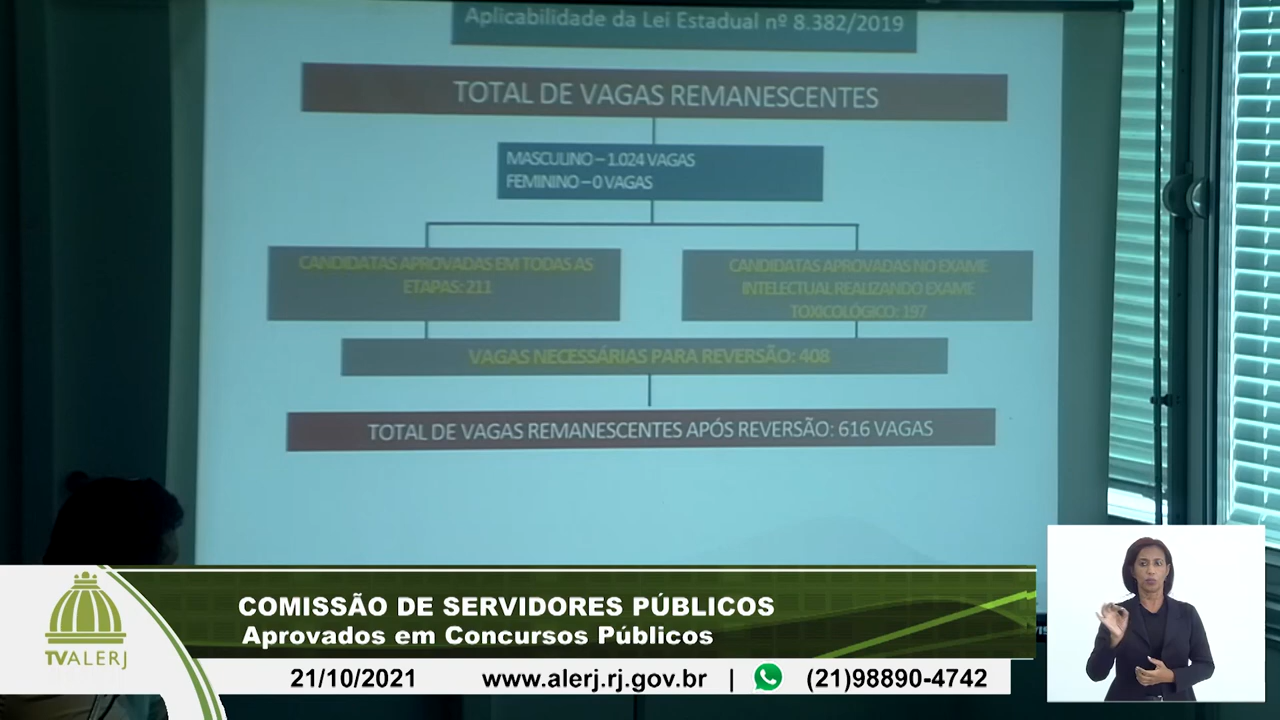 Aplicabilidade da Lei Estadual nº 8.382/2019
TOTAL DE VAGAS REMANESCENTES
MASCULINO – 1.024 VAGAS
FEMININO – 0 VAGAS
CANDIDATAS APROVADAS EM TODAS AS
ETAPAS: 211
CANDIDATAS APROVADAS NO EXAME
INTELECTUAL REALIZANDO EXAME
TOXICOLÓGICO: 197
VAGAS NECESSÁRIAS PARA REVERSÃO: 408
TOTAL DE VAGAS REMANESCENTES APÓS REVERSÃO: 616 VAGAS
COMISSÃO DE SERVIDORES PÚBLICOS
Aprovados em Concursos Públicos
TVALERJ
21/10/2021 www.alerj.rj.gov.br | (21)98890-4742